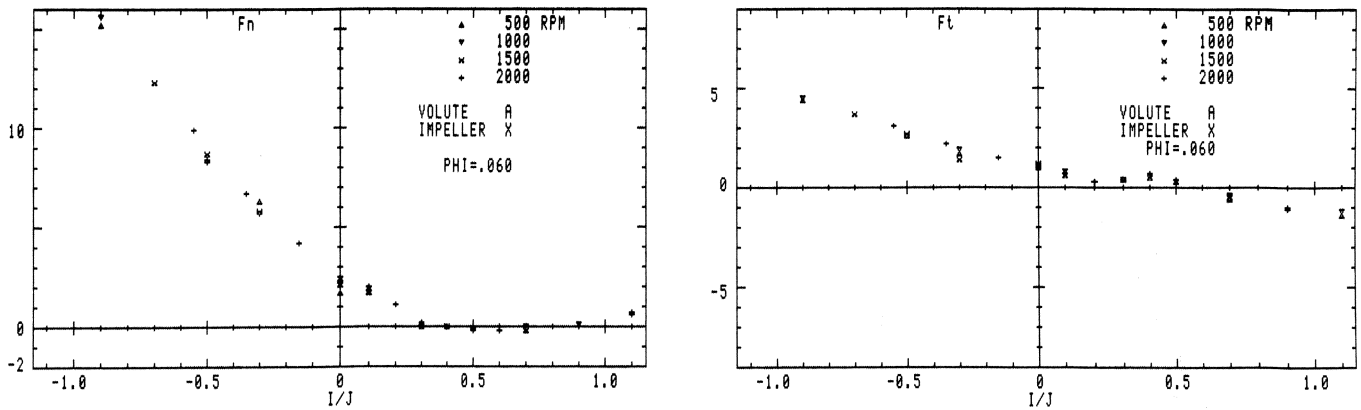 Fn
500 RPM
1000
1500
2000
VOLUTE A
IMPELLER X
PHI=.060
10
0
-2
-1.0 -0.5 0 0.5 1.0
I/J
Ft
500 RPM
1000
1500
2000
VOLUTE A
IMPELLER X
PHI=.060
5
0
-5
-1.0 -0.5 0 0.5 1.0
I/J